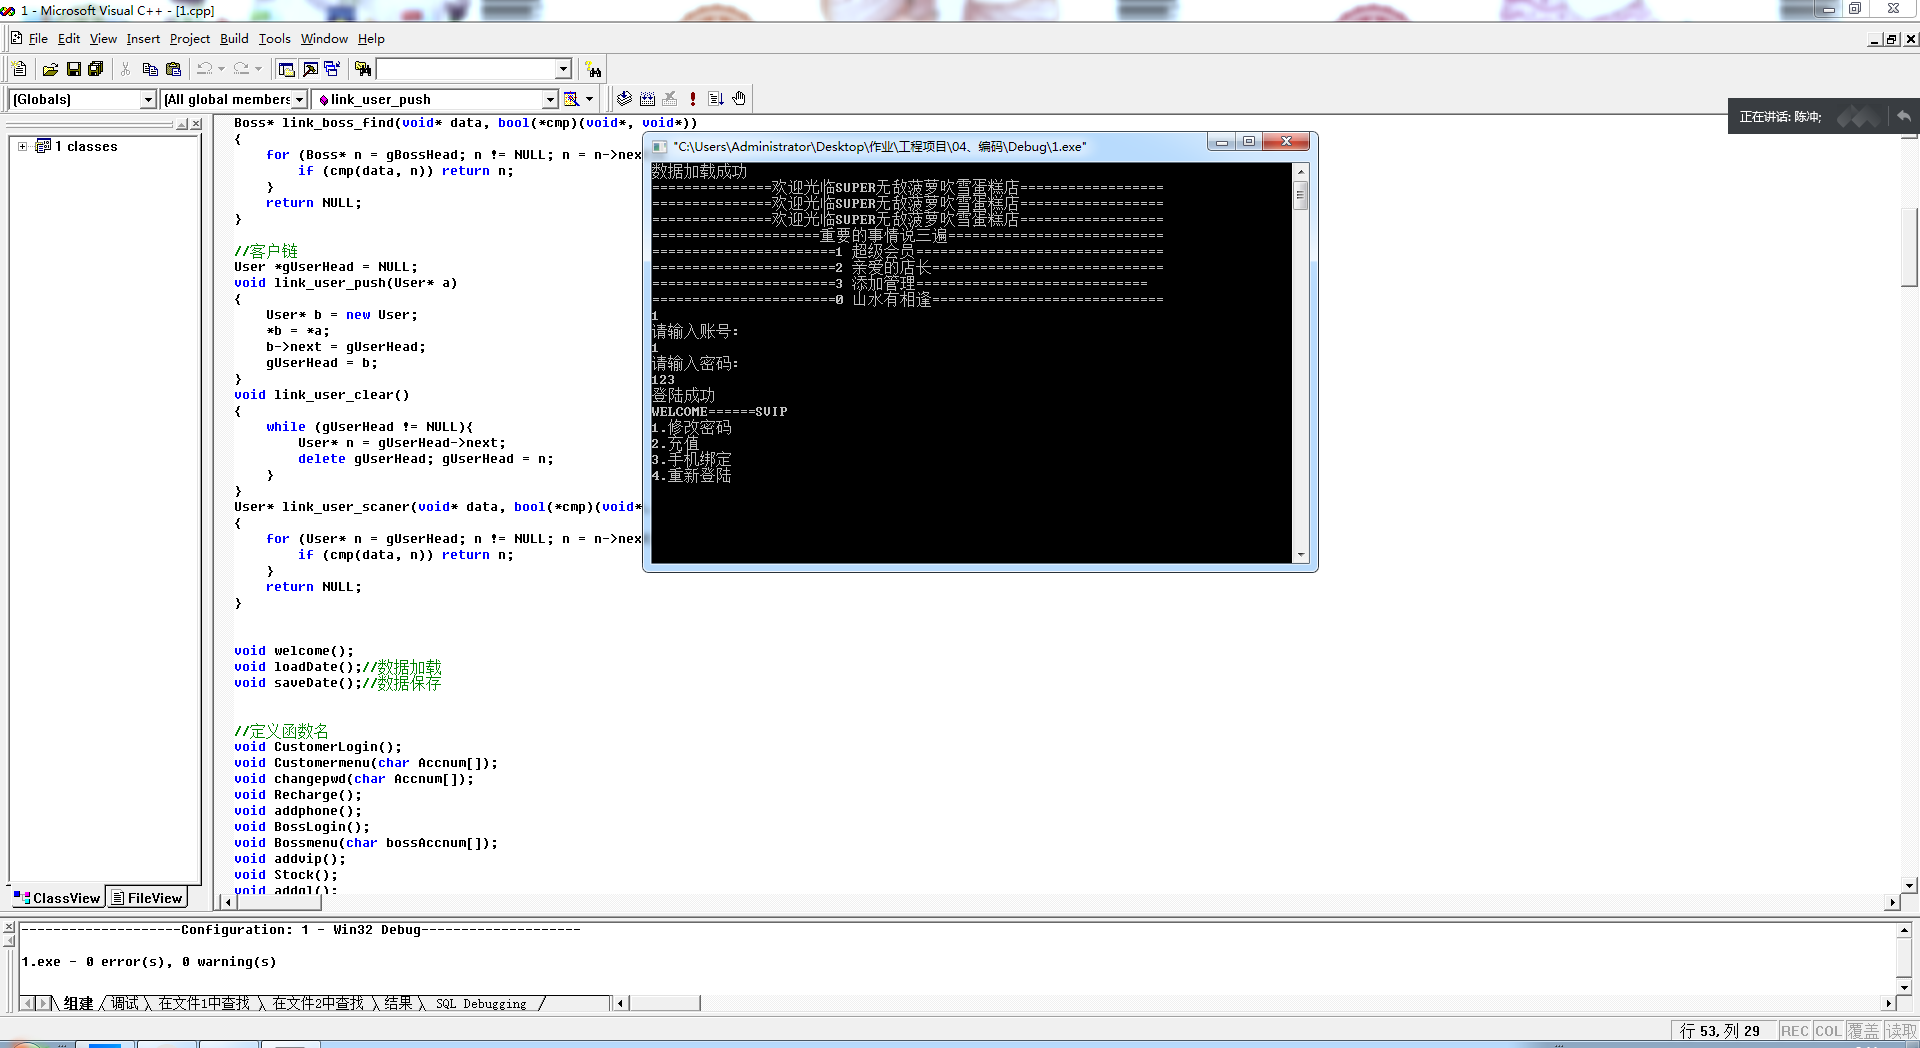 1 - Microsoft Visual C++ - [1.cpp]
File Edit View Insert Project Build Tools Window Help
(Globals) (All global members link_user_push
正在讲话: 陈冲;
1 classes
Boss* link_boss_find(void* data, bool(*cmp)(void*, void*))
{
for (Boss* n = gBossHead; n != NULL; n = n->nex
if (cmp(data, n)) return n;
}
return NULL;
}
//客户链
User *gUserHead = NULL;
void link_user_push(User* a)
{
User* b = new User;
*b = *a;
b->next = gUserHead;
gUserHead = b;
}
void link_user_clear()
{
while (gUserHead != NULL){
User* n = gUserHead->next;
delete gUserHead; gUserHead = n;
}
}
User* link_user_scaner(void* data, bool(*cmp)(void*
{
for (User* n = gUserHead; n != NULL; n = n->nex
if (cmp(data, n)) return n;
}
return NULL;
}
void welcome();
void loadDate();//数据加载
void saveDate();//数据保存
//定义函数名
void CustomerLogin();
void Customermenu(char Accnum[]);
void changepwd(char Accnum[]);
void Recharge();
void addphone();
void BossLogin();
void Bossmenu(char bossAccnum[]);
void addvip();
void Stock();
void addgl();
"C:\Users\Administrator\Desktop\作业\工程项目\04、编码\Debug\1.exe"
数据加载成功
===============欢迎光临SUPER无敌菠萝吹雪蛋糕店==================
===============欢迎光临SUPER无敌菠萝吹雪蛋糕店==================
===============欢迎光临SUPER无敌菠萝吹雪蛋糕店==================
=====================重要的事情说三遍===========================
=======================1 超级会员===============================
=======================2 亲爱的店长=============================
=======================3 添加管理=============================
=======================0 山水有相逢=============================
1
请输入账号：
1
请输入密码：
123
登陆成功
WELCOME======SVIP
1.修改密码
2.充值
3.手机绑定
4.重新登陆
ClassView FileView
--------------------Configuration: 1 - Win32 Debug--------------------
1.exe - 0 error(s), 0 warning(s)
组建 调试 在文件1中查找 在文件2中查找 结果 SQL Debugging
行 53, 列 29 REC COL 覆盖 读取